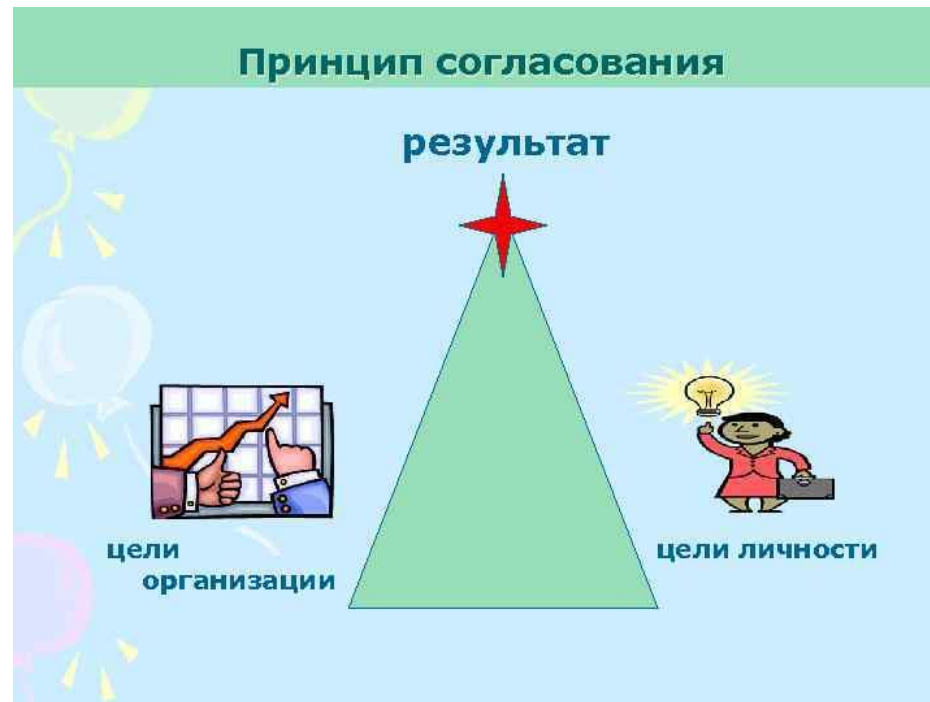 Принцип согласования
результат
цели
организации
цели личности